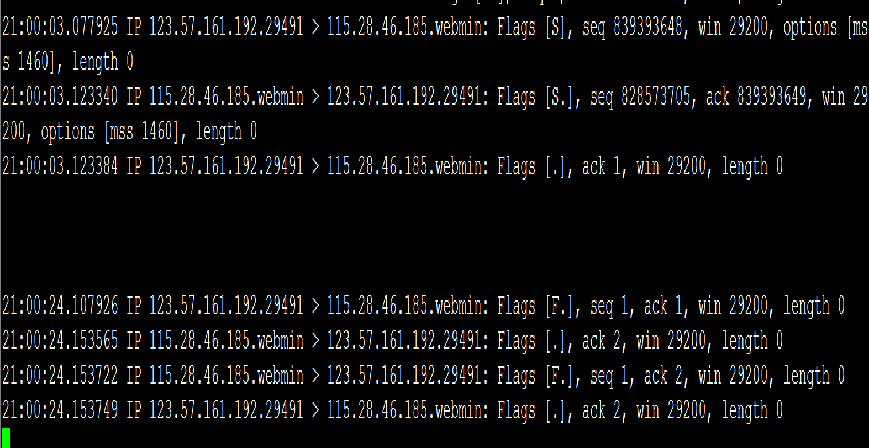 21:00:03.077925 IP 123.57.161.192.29491 > 115.28.46.185.webmin: Flags [S], seq 839393648, win 29200, options [ms
s 1460], length 0
21:00:03.123340 IP 115.28.46.185.webmin > 123.57.161.192.29491: Flags [S.], seq 828573705, ack 839393649, win 29
200, options [mss 1460], length 0
21:00:03.123384 IP 123.57.161.192.29491 > 115.28.46.185.webmin: Flags [.], ack 1, win 29200, length 0
21:00:24.107926 IP 123.57.161.192.29491 > 115.28.46.185.webmin: Flags [F.], seq 1, ack 1, win 29200, length 0
21:00:24.153565 IP 115.28.46.185.webmin > 123.57.161.192.29491: Flags [.], ack 2, win 29200, length 0
21:00:24.153722 IP 115.28.46.185.webmin > 123.57.161.192.29491: Flags [F.], seq 1, ack 2, win 29200, length 0
21:00:24.153749 IP 123.57.161.192.29491 > 115.28.46.185.webmin: Flags [.], ack 2, win 29200, length 0